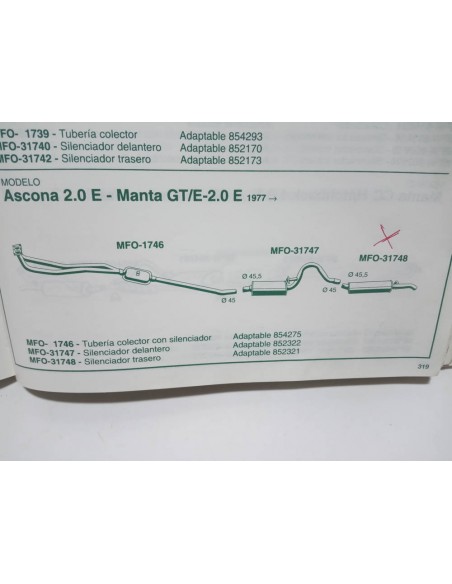 FO- 1739 - Tubería colector Adaptable 854293
MFO-31740 - Silenciador delantero Adaptable 852170
MFO-31742 - Silenciador trasero Adaptable 852173
MODELO
Ascona 2.0 E - Manta GT/E-2.0 E 1977 →
MFO-1746 MFO-31747 MFO-31748
Ø 45,5 Ø 45,5
Ø 45 Ø 45
MFO- 1746 - Tubería colector con silenciador Adaptable 854275
MFO-31747 - Silenciador delantero Adaptable 852322
MFO-31748 - Silenciador trasero Adaptable 852321
319